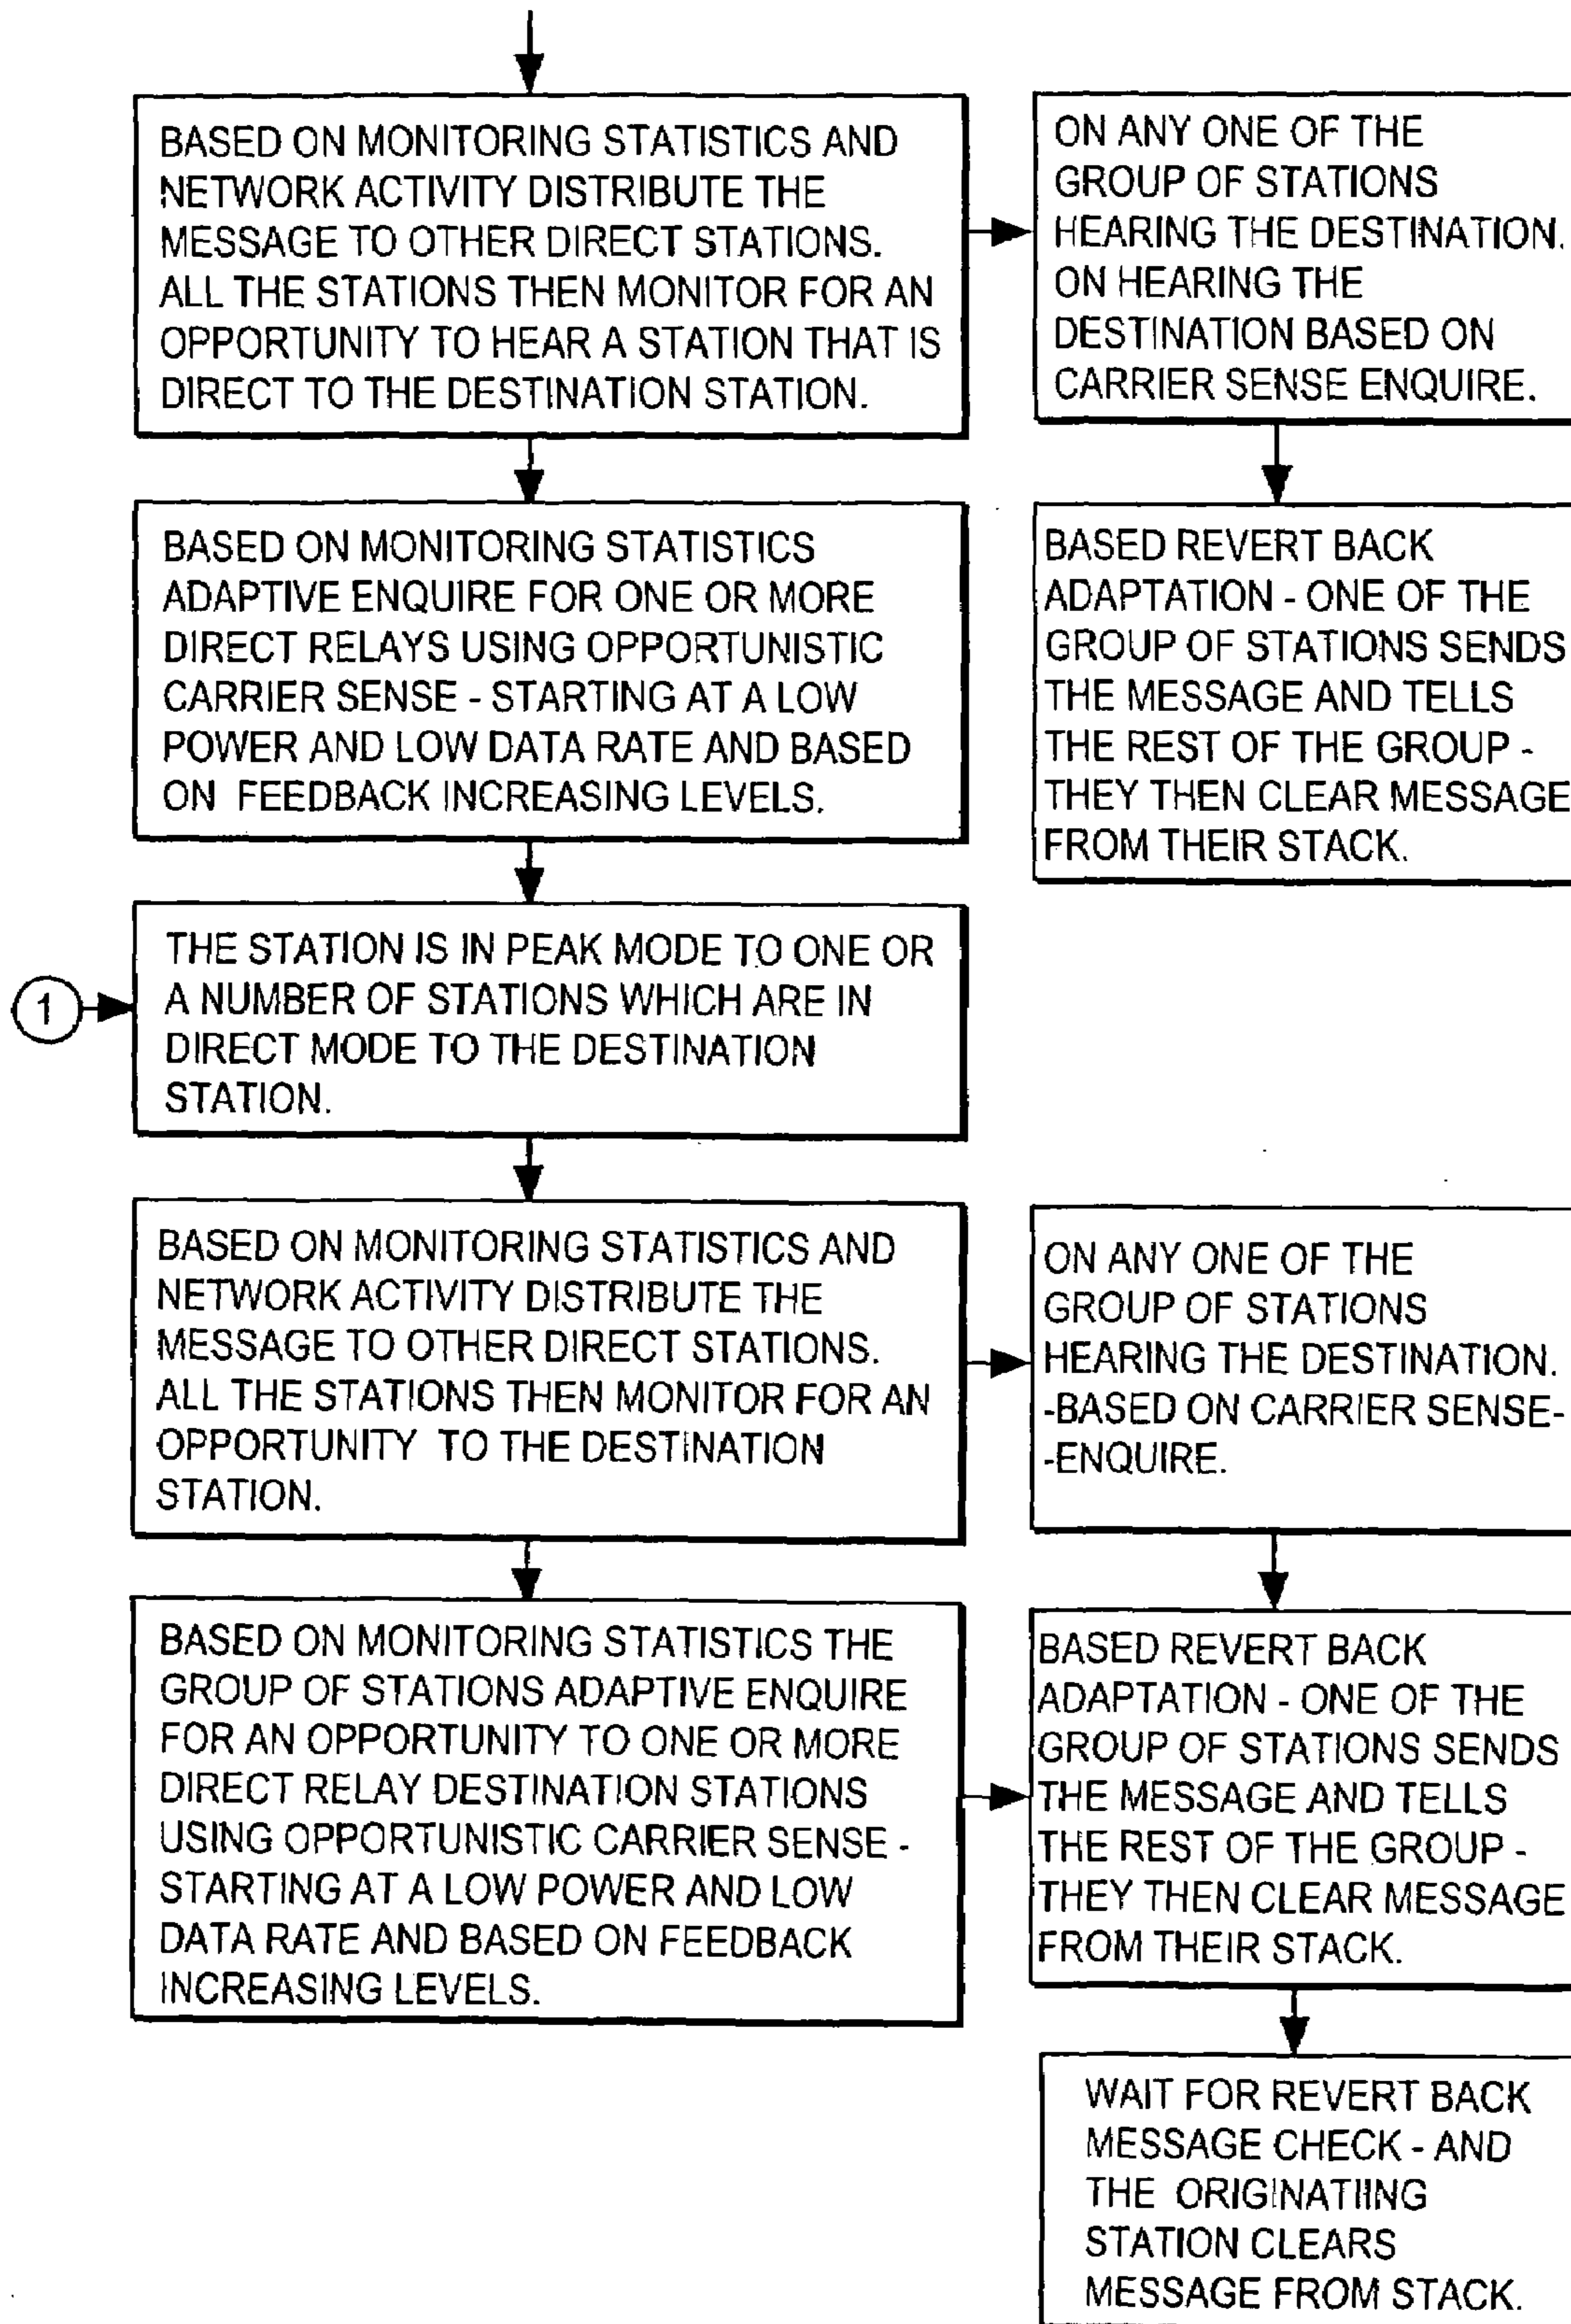 BASED ON MONITORING STATISTICS AND
NETWORK ACTIVITY DISTRIBUTE THE
MESSAGE TO OTHER DIRECT STATIONS.
ALL THE STATIONS THEN MONITOR FOR AN
OPPORTUNITY TO HEAR A STATION THAT IS
DIRECT TO THE DESTINATION STATION.
ON ANY ONE OF THE
GROUP OF STATIONS
HEARING THE DESTINATION.
ON HEARING THE
DESTINATION BASED ON
CARRIER SENSE ENQUIRE.
BASED ON MONITORING STATISTICS
ADAPTIVE ENQUIRE FOR ONE OR MORE
DIRECT RELAYS USING OPPORTUNISTIC
CARRIER SENSE - STARTING AT A LOW
POWER AND LOW DATA RATE AND BASED
ON FEEDBACK INCREASING LEVELS.
BASED REVERT BACK
ADAPTATION - ONE OF THE
GROUP OF STATIONS SENDS
THE MESSAGE AND TELLS
THE REST OF THE GROUP -
THEY THEN CLEAR MESSAGE
FROM THEIR STACK.
1
THE STATION IS IN PEAK MODE TO ONE OR
A NUMBER OF STATIONS WHICH ARE IN
DIRECT MODE TO THE DESTINATION
STATION.
BASED ON MONITORING STATISTICS AND
NETWORK ACTIVITY DISTRIBUTE THE
MESSAGE TO OTHER DIRECT STATIONS.
ALL THE STATIONS THEN MONITOR FOR AN
OPPORTUNITY TO THE DESTINATION
STATION.
ON ANY ONE OF THE
GROUP OF STATIONS
HEARING THE DESTINATION.
-BASED ON CARRIER SENSE-
-ENQUIRE.
BASED ON MONITORING STATISTICS THE
GROUP OF STATIONS ADAPTIVE ENQUIRE
FOR AN OPPORTUNITY TO ONE OR MORE
DIRECT RELAY DESTINATION STATIONS
USING OPPORTUNISTIC CARRIER SENSE -
STARTING AT A LOW POWER AND LOW
DATA RATE AND BASED ON FEEDBACK
INCREASING LEVELS.
BASED REVERT BACK
ADAPTATION - ONE OF THE
GROUP OF STATIONS SENDS
THE MESSAGE AND TELLS
THE REST OF THE GROUP -
THEY THEN CLEAR MESSAGE
FROM THEIR STACK.
WAIT FOR REVERT BACK
MESSAGE CHECK - AND
THE ORIGINATIING
STATION CLEARS
MESSAGE FROM STACK.